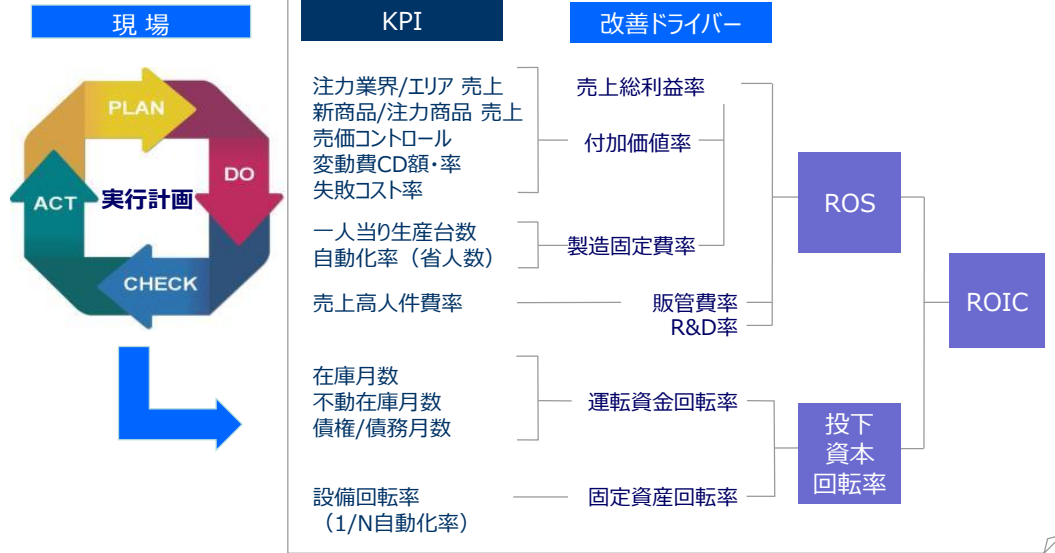 現 場
KPI
改善ドライバー
PLAN
DO
CHECK
ACT
実行計画
注力業界/エリア 売上
新商品/注力商品 売上
売価コントロール
変動費CD額・率
失敗コスト率
一人当り生産台数
自動化率（省人数）
売上高人件費率
在庫月数
不動在庫月数
債権/債務月数
設備回転率
（1/N自動化率）
売上総利益率
付加価値率
製造固定費率
販管費率
R&D率
運転資金回転率
固定資産回転率
ROS
投下
資本
回転率
ROIC